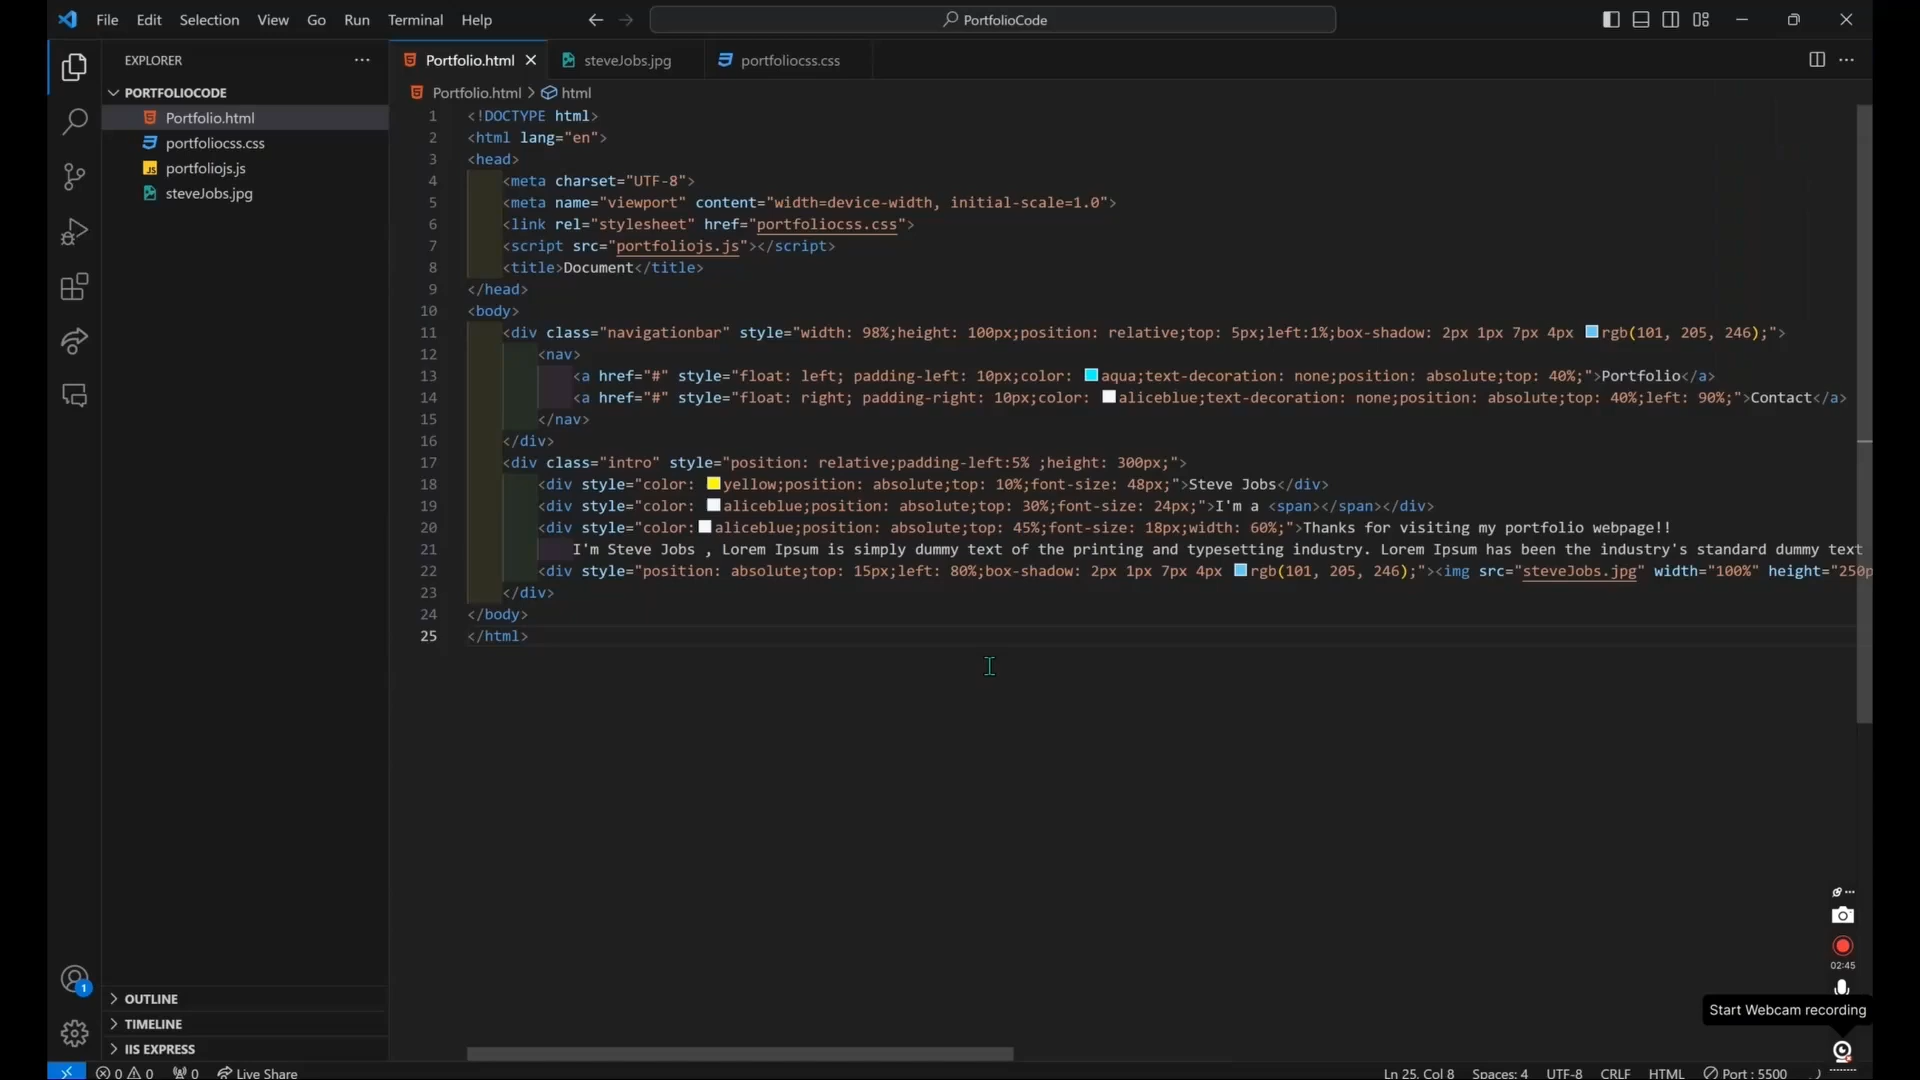 File Edit Selection View Go Run Terminal Help
PortfolioCode
EXPLORER
PORTFOLIOCODE
Portfolio.html
portfoliocss.css
portfoliojs.js
steveJobs.jpg
Portfolio.html steveJobs.jpg portfoliocss.css
Portfolio.html > html
1 <!DOCTYPE html>
2 <html lang="en">
3 <head>
4 <meta charset="UTF-8">
5 <meta name="viewport" content="width=device-width, initial-scale=1.0">
6 <link rel="stylesheet" href="portfoliocss.css">
7 <script src="portfoliojs.js"></script>
8 <title>Document</title>
9 </head>
10 <body>
11 <div class="navigationbar" style="width: 98%;height: 100px;position: relative;top: 5px;left:1%;box-shadow: 2px 1px 7px 4px rgb(101, 205, 246);">
12 <nav>
13 <a href="#" style="float: left; padding-left: 10px;color: aqua;text-decoration: none;position: absolute;top: 40%;">Portfolio</a>
14 <a href="#" style="float: right; padding-right: 10px;color: aliceblue;text-decoration: none;position: absolute;top: 40%;left: 90%;">Contact</a>
15 </nav>
16 </div>
17 <div class="intro" style="position: relative;padding-left:5% ;height: 300px;">
18 <div style="color: yellow;position: absolute;top: 10%;font-size: 48px;">Steve Jobs</div>
19 <div style="color: aliceblue;position: absolute;top: 30%;font-size: 24px;">I'm a <span></span></div>
20 <div style="color:aliceblue;position: absolute;top: 45%;font-size: 18px;width: 60%;">Thanks for visiting my portfolio webpage!!
21 I'm Steve Jobs , Lorem Ipsum is simply dummy text of the printing and typesetting industry. Lorem Ipsum has been the industry's standard dummy text
22 <div style="position: absolute;top: 15px;left: 80%;box-shadow: 2px 1px 7px 4px rgb(101, 205, 246);"><img src="steveJobs.jpg" width="100%" height="250p
23 </div>
24 </body>
25 </html>
02:45
Start Webcam recording
1
OUTLINE
TIMELINE
IIS EXPRESS
0 0 0 Live Share Ln 25, Col 8 Spaces: 4 UTF-8 CRLF HTML Port : 5500